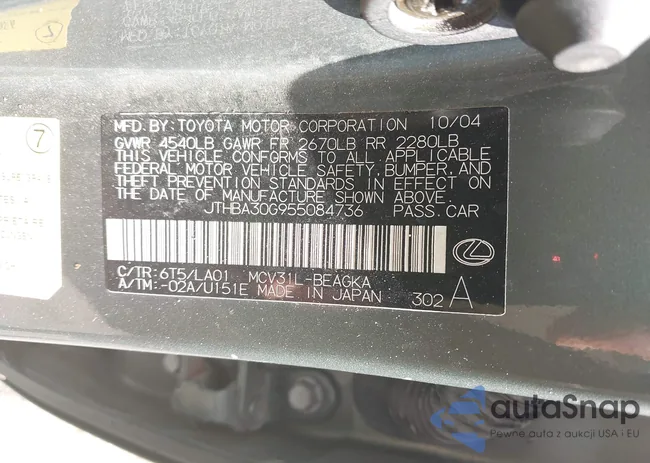 7
MFD. BY: TOYOTA MOTOR CORPORATION 10/04
GVWR 4540LB GAWR FR 2670LB RR 2280LB
THIS VEHICLE CONFORMS TO ALL APPLICABLE
FEDERAL MOTOR VEHICLE SAFETY, BUMPER, AND
THEFT PREVENTION STANDARDS IN EFFECT ON
THE DATE OF MANUFACTURE SHOWN ABOVE.
JTHBA30G955084736 PASS. CAR
C/TR: 6T5/LA01 MCV31L-BEAGKA
A/TM: -02A/U151E MADE IN JAPAN 302 A
autaSnap
Pewne auta z aukcji USA i EU